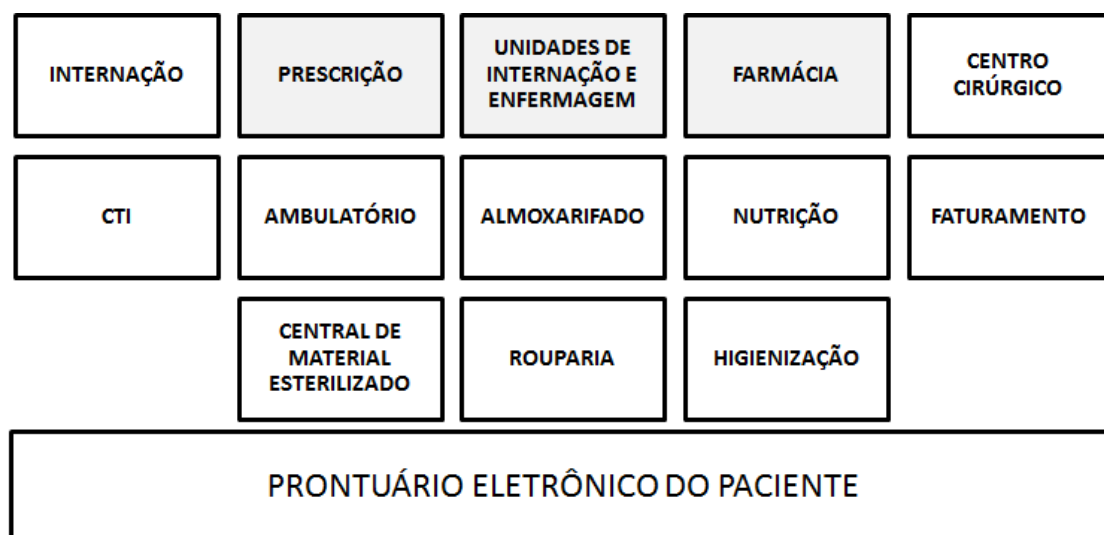 INTERNAÇÃO
PRESCRIÇÃO
UNIDADES DE
INTERNAÇÃO E
ENFERMAGEM
FARMÁCIA
CENTRO
CIRÚRGICO
CTI
AMBULATÓRIO
ALMOXARIFADO
NUTRIÇÃO
FATURAMENTO
CENTRAL DE
MATERIAL
ESTERILIZADO
ROUPARIA
HIGIENIZAÇÃO
PRONTUÁRIO ELETRÔNICO DO PACIENTE